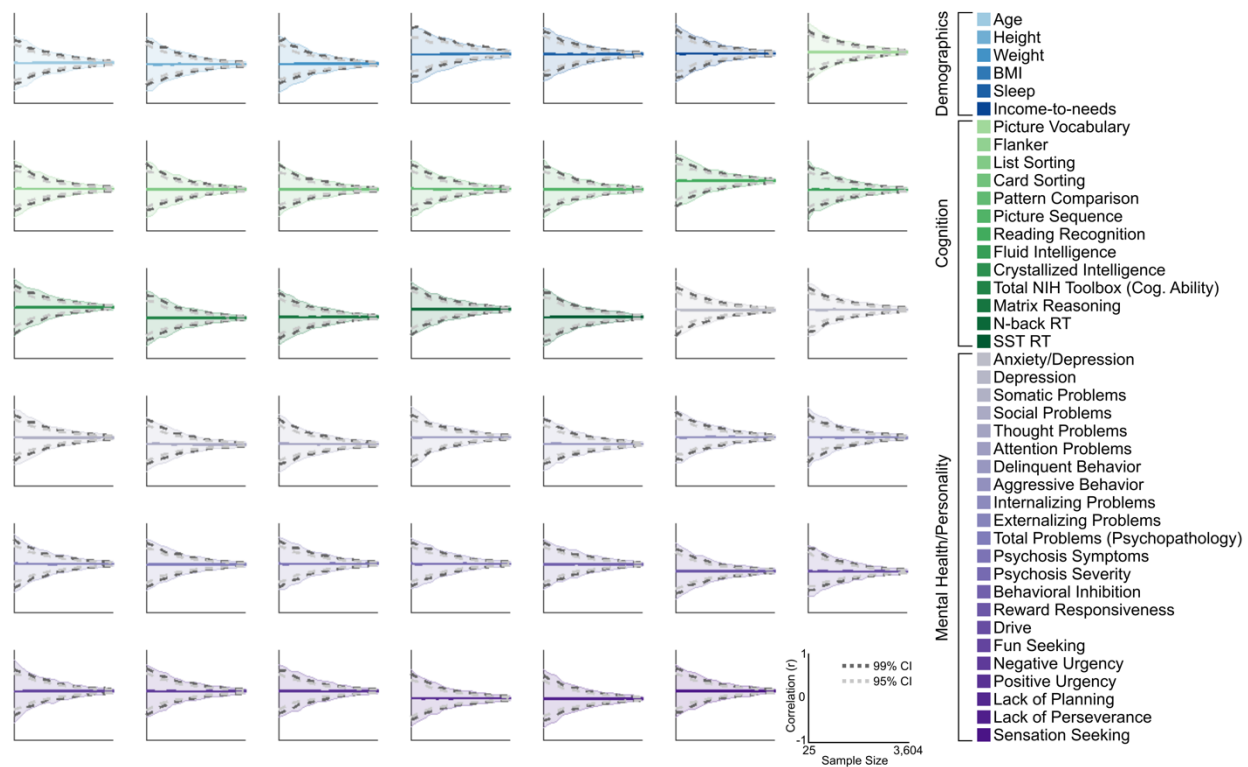 Demographics
Age
Height
Weight
BMI
Sleep
Income-to-needs
Cognition
Picture Vocabulary
Flanker
List Sorting
Card Sorting
Pattern Comparison
Picture Sequence
Reading Recognition
Fluid Intelligence
Crystallized Intelligence
Total NIH Toolbox (Cog. Ability)
Matrix Reasoning
N-back RT
SST RT
Mental Health/Personality
Anxiety/Depression
Depression
Somatic Problems
Social Problems
Thought Problems
Attention Problems
Delinquent Behavior
Aggressive Behavior
Internalizing Problems
Externalizing Problems
Total Problems (Psychopathology)
Psychosis Symptoms
Psychosis Severity
Behavioral Inhibition
Reward Responsiveness
Drive
Fun Seeking
Negative Urgency
Positive Urgency
Lack of Planning
Lack of Perseverance
Sensation Seeking
Correlation (r)
1
0
-1
99% CI
95% CI
25
3,604
Sample Size